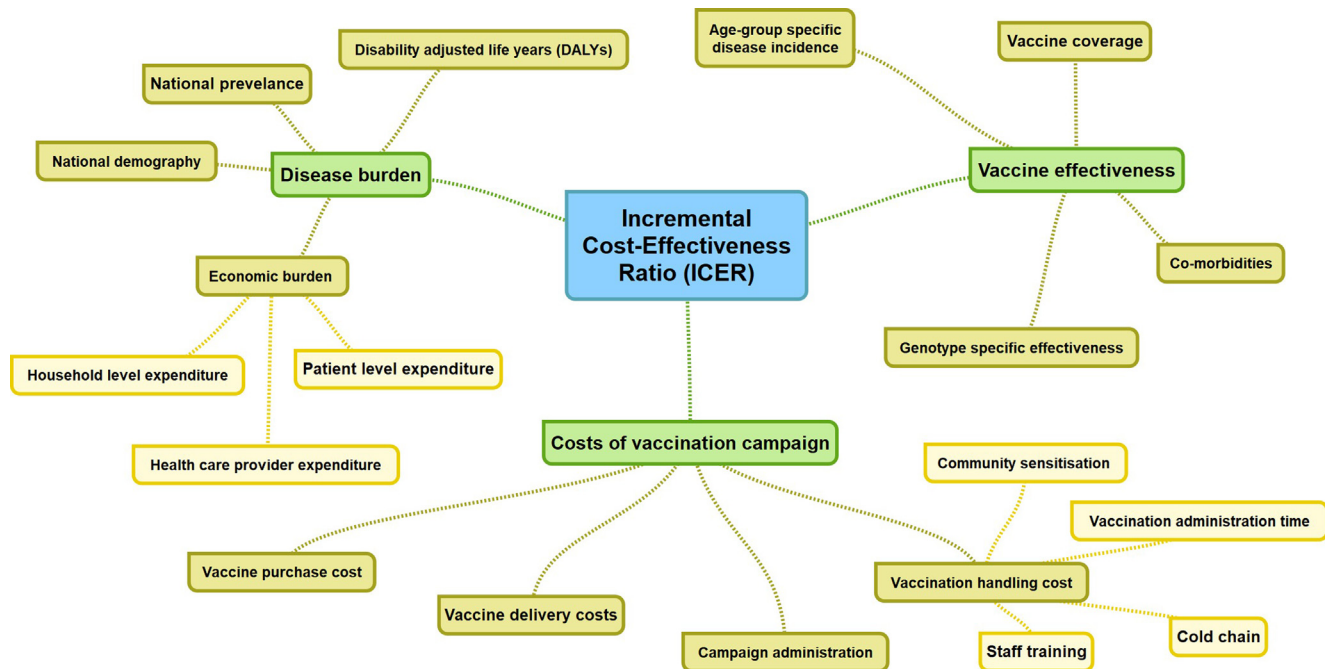 Disability adjusted life years (DALYs)
National prevelance
National demography
Disease burden
Economic burden
Household level expenditure
Patient level expenditure
Health care provider expenditure
Incremental
Cost-Effectiveness
Ratio (ICER)
Age-group specific
disease incidence
Vaccine coverage
Vaccine effectiveness
Co-morbidities
Genotype specific effectiveness
Costs of vaccination campaign
Vaccine purchase cost
Vaccine delivery costs
Campaign administration
Vaccination handling cost
Community sensitisation
Vaccination administration time
Cold chain
Staff training